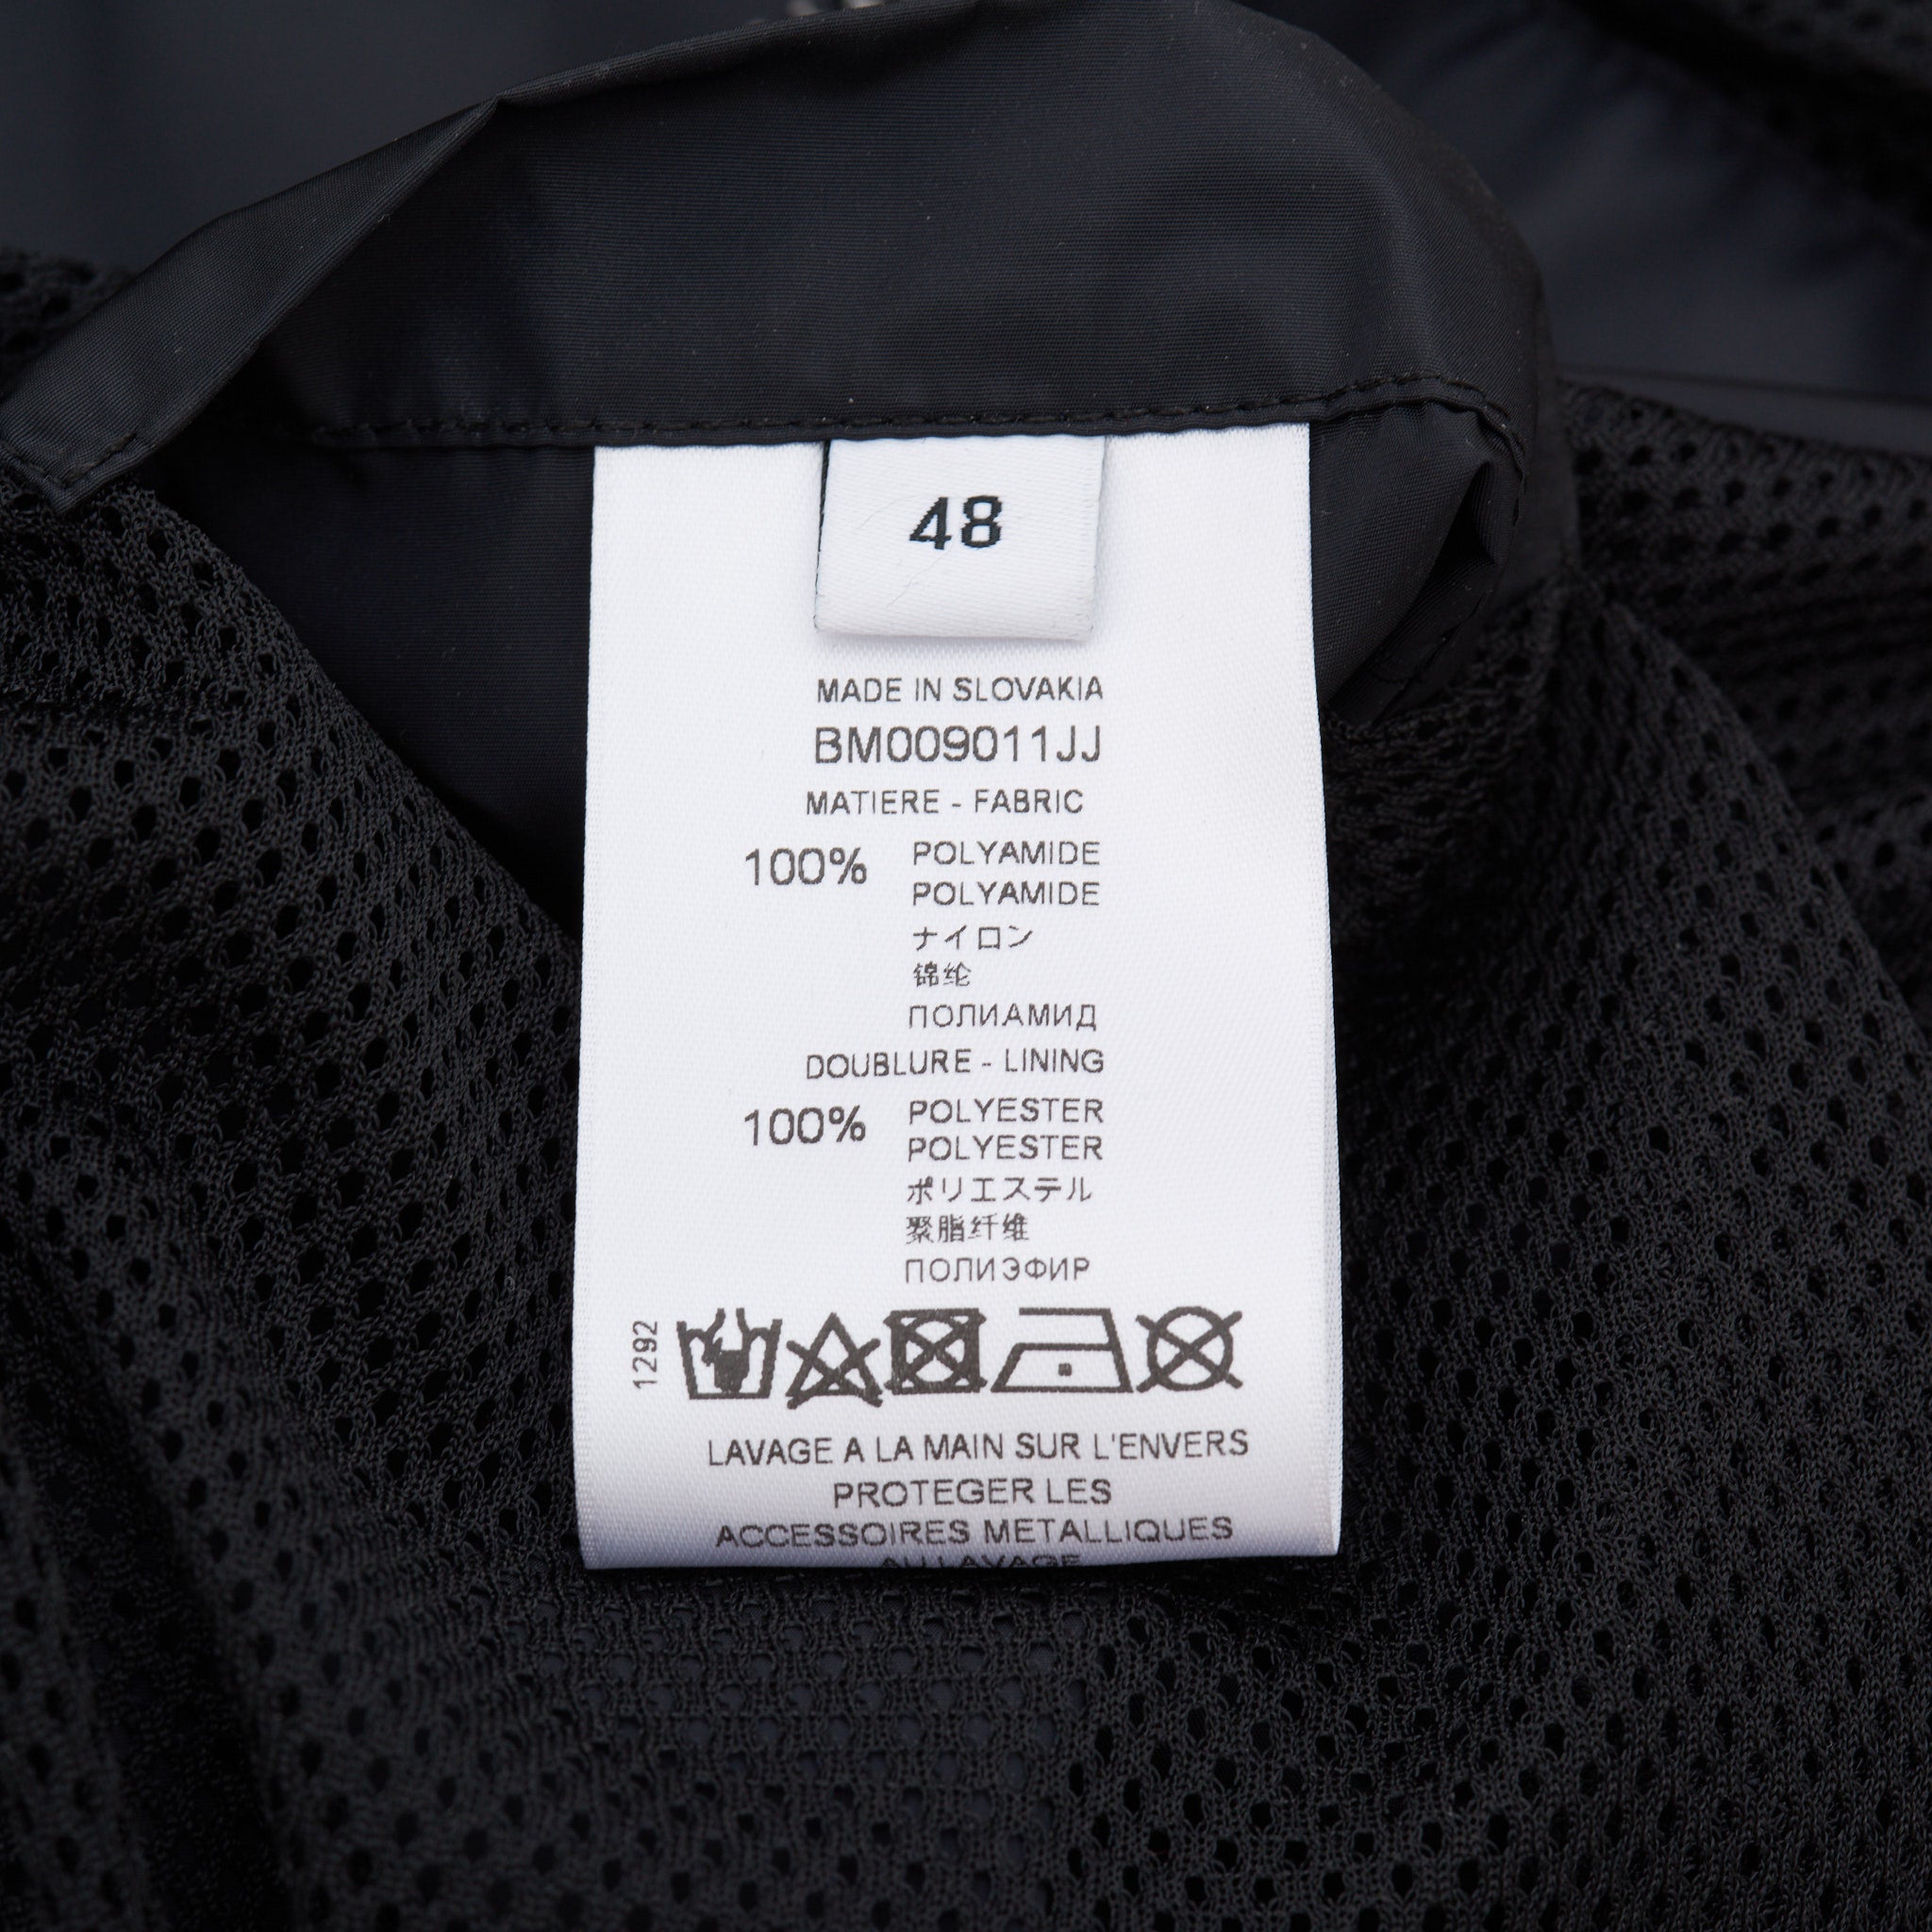 48
MADE IN SLOVAKIA
BM009011JJ
MATIERE - FABRIC
100% POLYAMIDE
POLYAMIDE
ナイロン
锦纶
ПОЛИАМИД
DOUBLURE - LINING
100% POLYESTER
POLYESTER
ポリエステル
聚脂纤维
ПОЛИЭФИР
1292
LAVAGE A LA MAIN SUR L'ENVERS
PROTEGER LES
ACCESSOIRES METALLIQUES
AU LAVAGE